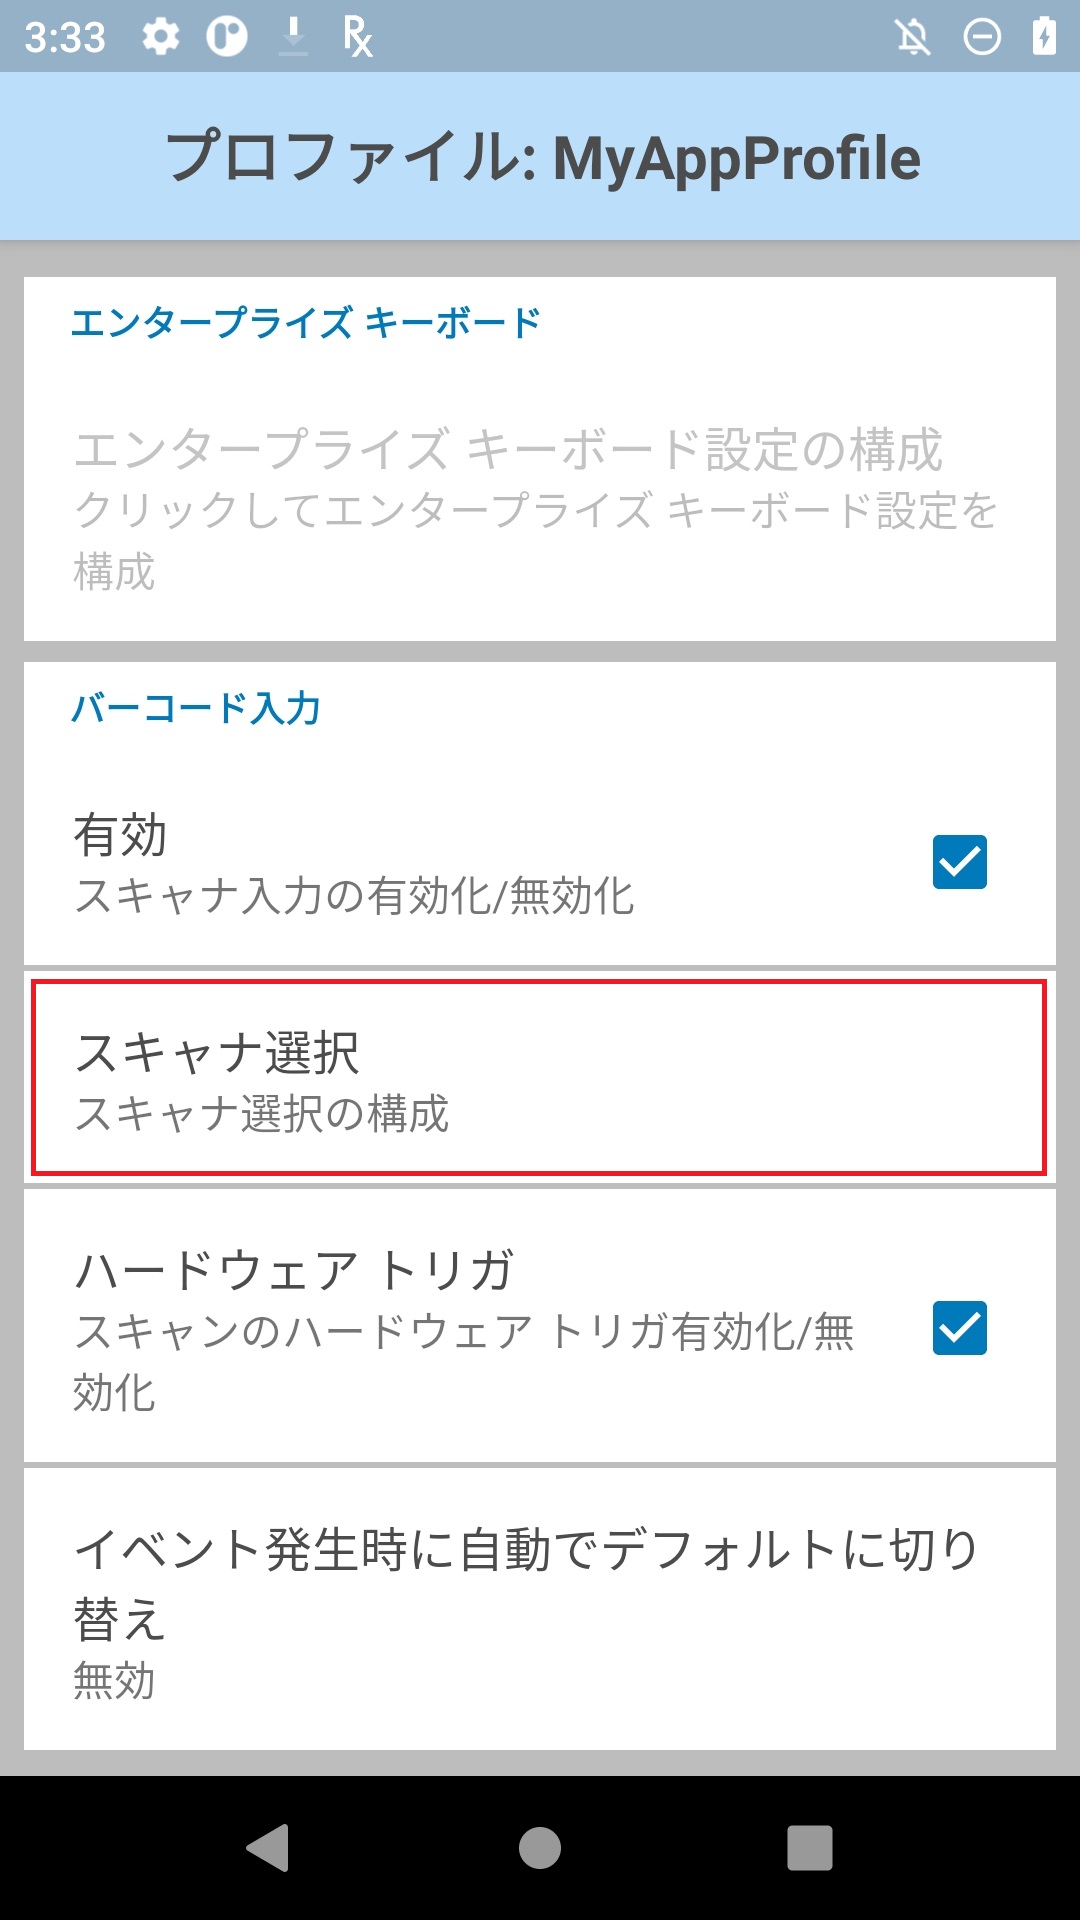 3:33
プロファイル: MyAppProfile
エンタープライズ キーボード
エンタープライズ キーボード設定の構成
クリックしてエンタープライズ キーボード設定を
構成
バーコード入力
有効
スキャナ入力の有効化/無効化
スキャナ選択
スキャナ選択の構成
ハードウェア トリガ
スキャンのハードウェア トリガ有効化/無
効化
イベント発生時に自動でデフォルトに切り
替え
無効